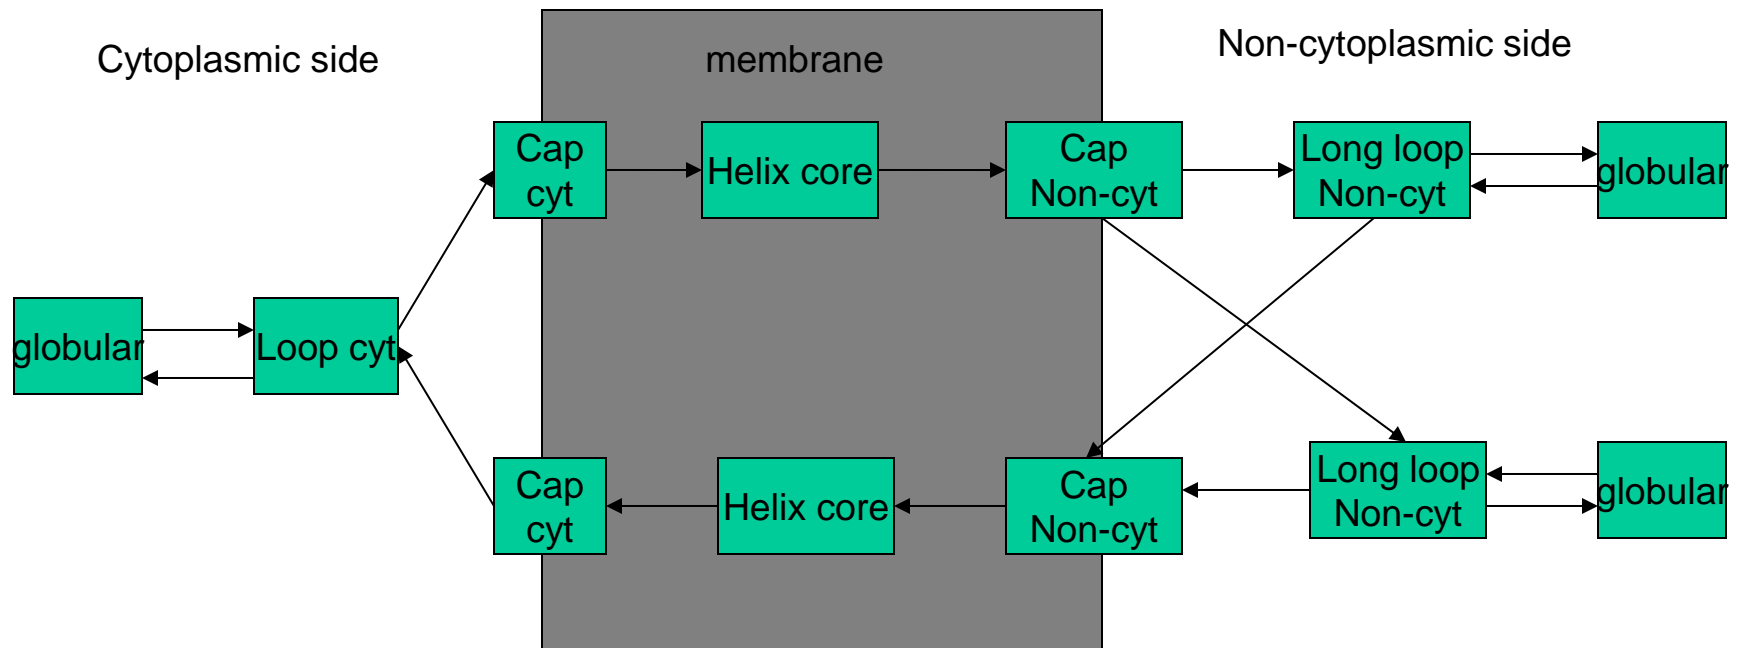 Cytoplasmic side
membrane
Non-cytoplasmic side
Cap
cyt
Helix core
Cap
Non-cyt
Long loop
Non-cyt
globular
globular
Loop cyt
Cap
cyt
Helix core
Cap
Non-cyt
Long loop
Non-cyt
globular